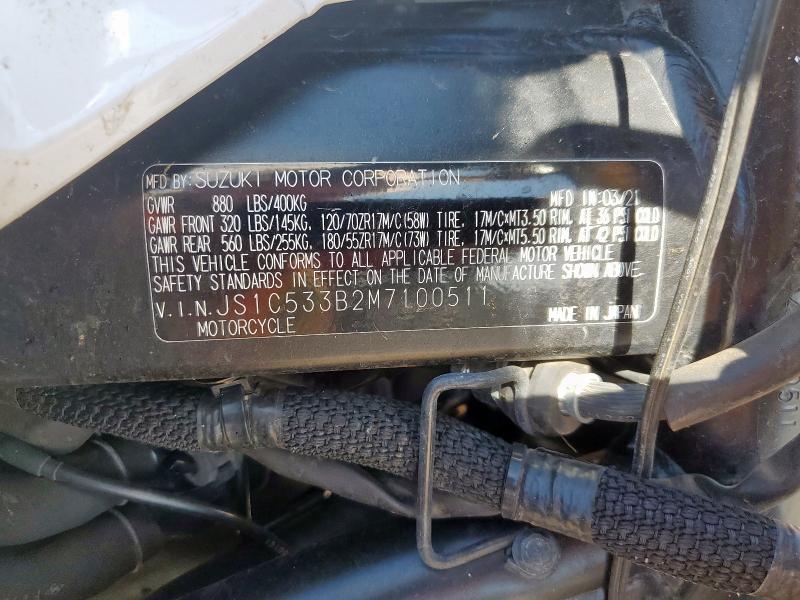 MFD BY: SUZUKI MOTOR CORPORATION
GVWR 880 LBS/400KG MFD IN: 03/21
GAWR FRONT 320 LBS/145KG, 120/70ZR17M/C(58W) TIRE, 17M/C×MT3.50 RIM, AT 36 PSI COLD
GAWR REAR 560 LBS/255KG, 180/55ZR17M/C(73W) TIRE, 17M/C×MT5.50 RIM, AT 42 PSI COLD
THIS VEHICLE CONFORMS TO ALL APPLICABLE FEDERAL MOTOR VEHICLE
SAFETY STANDARDS IN EFFECT ON THE DATE OF MANUFACTURE SHOWN ABOVE.
V.I.N. JS1C533B2M7100511
MOTORCYCLE MADE IN JAPAN
0511